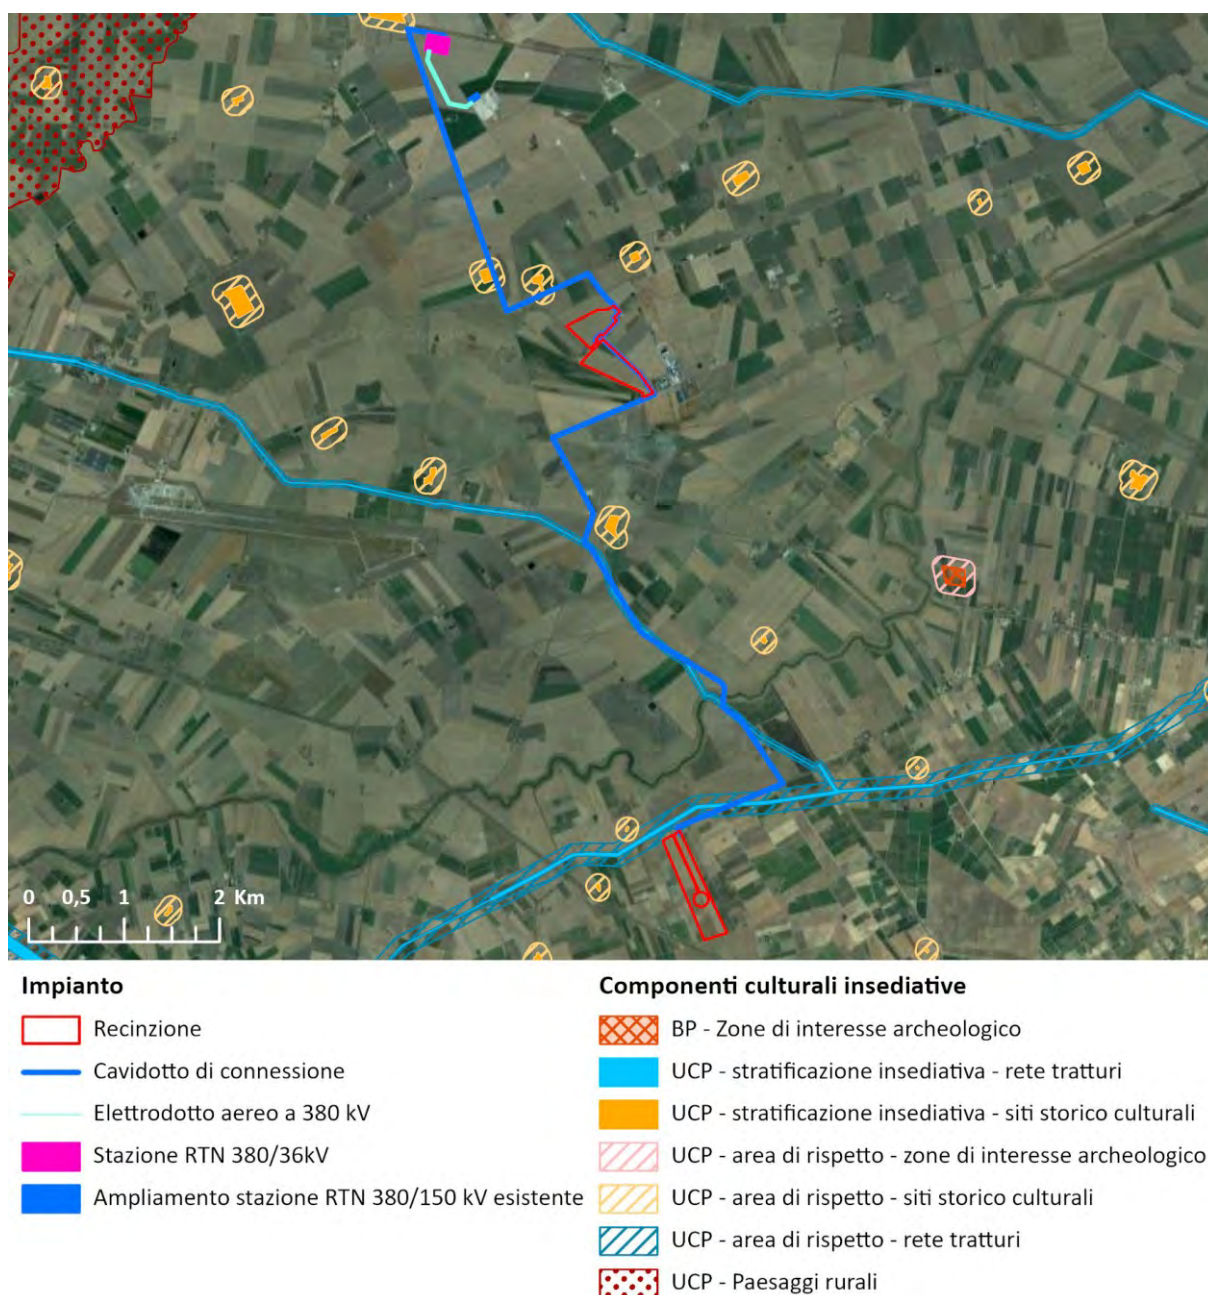 0 0,5 1 2 Km
Impianto
Recinzione
Cavidotto di connessione
Elettrodotto aereo a 380 kV
Stazione RTN 380/36kV
Ampliamento stazione RTN 380/150 kV esistente
Componenti culturali insediative
BP - Zone di interesse archeologico
UCP - stratificazione insediativa - rete tratturi
UCP - stratificazione insediativa - siti storico culturali
UCP - area di rispetto - zone di interesse archeologico
UCP - area di rispetto - siti storico culturali
UCP - area di rispetto - rete tratturi
UCP - Paesaggi rurali